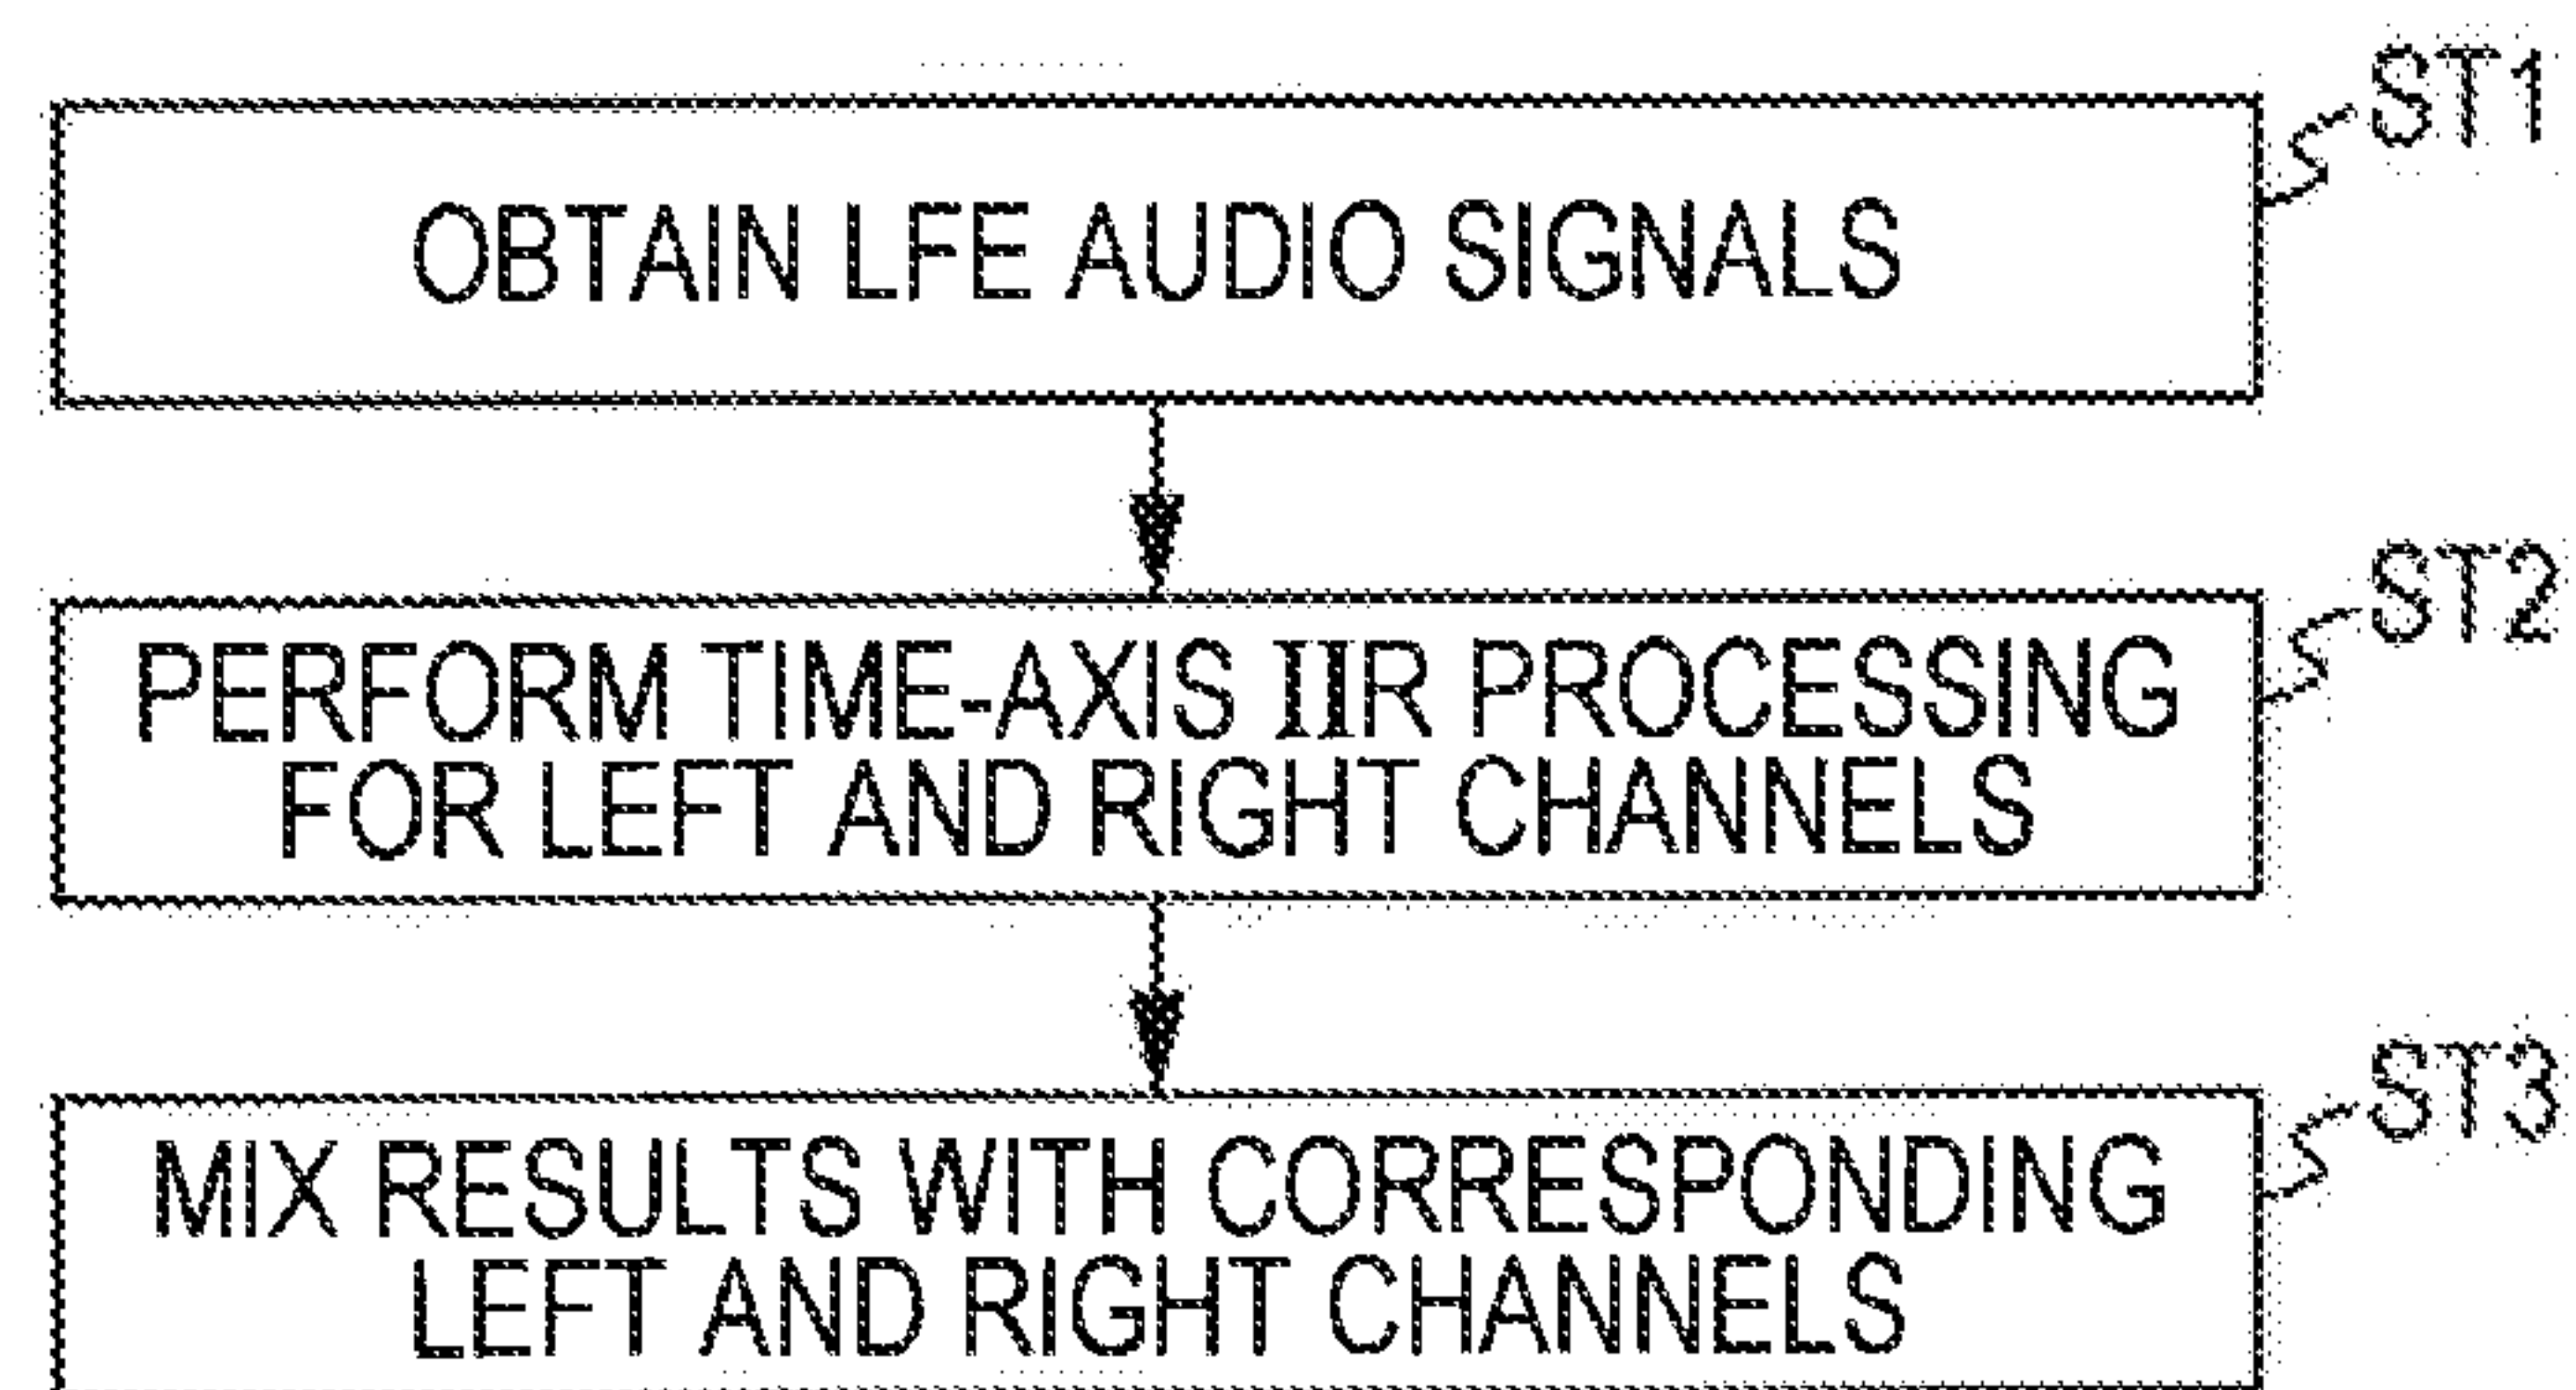 ST1
OBTAIN LFE AUDIO SIGNALS
ST2
PERFORM TIME-AXIS IIR PROCESSING
FOR LEFT AND RIGHT CHANNELS
ST3
MIX RESULTS WITH CORRESPONDING
LEFT AND RIGHT CHANNELS